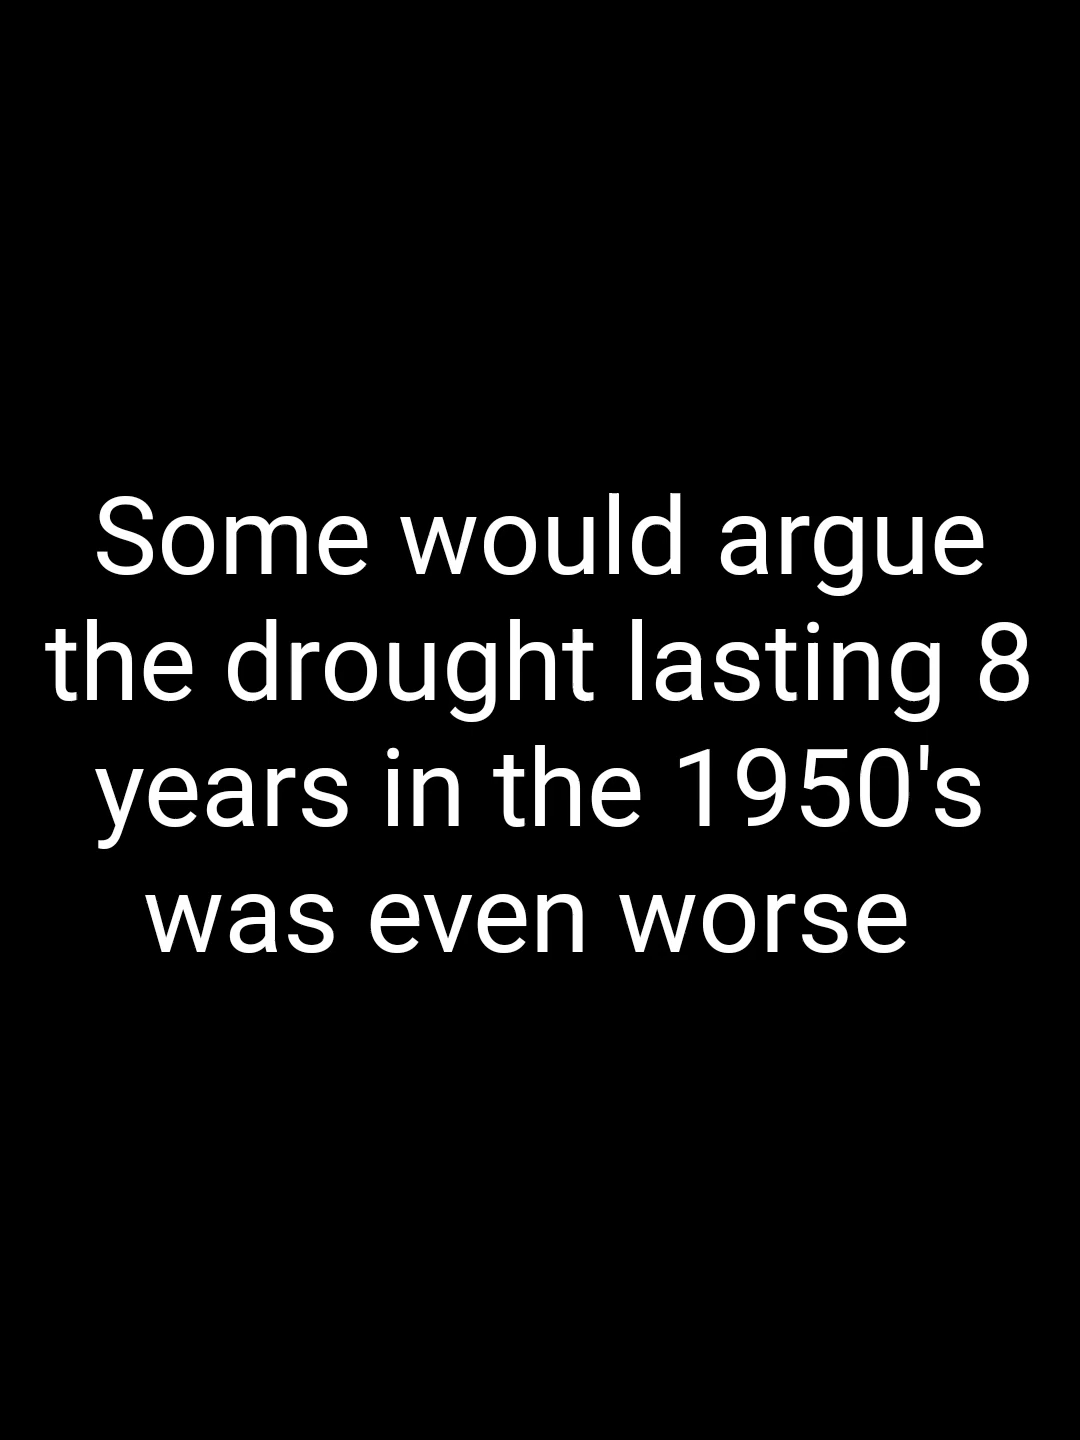 Some would argue
the drought lasting 8
years in the 1950's
was even worse